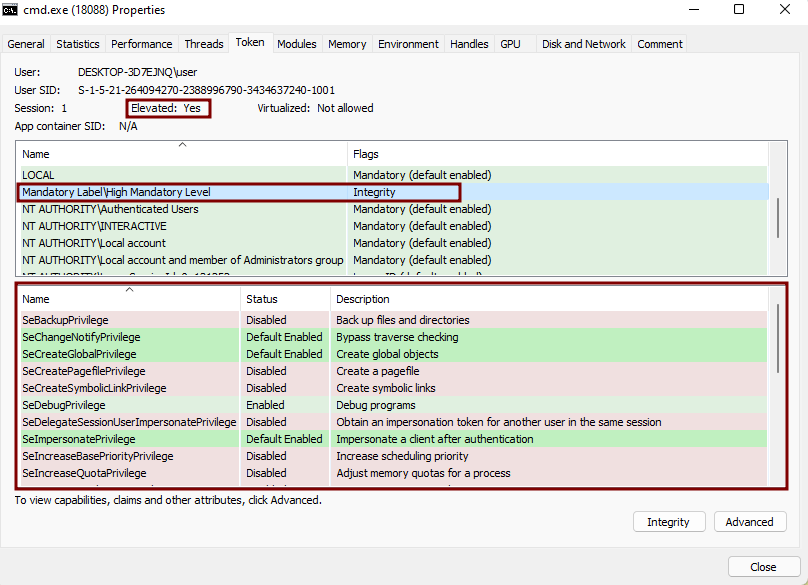 cmd.exe (18088) Properties
General Statistics Performance Threads Token Modules Memory Environment Handles GPU Disk and Network Comment
User: DESKTOP-3D7EJNQ\user
User SID: S-1-5-21-264094270-2388996790-3434637240-1001
Session: 1 Elevated: Yes Virtualized: Not allowed
App container SID: N/A
Name Flags
LOCAL Mandatory (default enabled)
Mandatory Label\High Mandatory Level Integrity
NT AUTHORITY\Authenticated Users Mandatory (default enabled)
NT AUTHORITY\INTERACTIVE Mandatory (default enabled)
NT AUTHORITY\Local account Mandatory (default enabled)
NT AUTHORITY\Local account and member of Administrators group Mandatory (default enabled)
Name Status Description
SeBackupPrivilege Disabled Back up files and directories
SeChangeNotifyPrivilege Default Enabled Bypass traverse checking
SeCreateGlobalPrivilege Default Enabled Create global objects
SeCreatePagefilePrivilege Disabled Create a pagefile
SeCreateSymbolicLinkPrivilege Disabled Create symbolic links
SeDebugPrivilege Enabled Debug programs
SeDelegateSessionUserImpersonatePrivilege Disabled Obtain an impersonation token for another user in the same session
SeImpersonatePrivilege Default Enabled Impersonate a client after authentication
SeIncreaseBasePriorityPrivilege Disabled Increase scheduling priority
SeIncreaseQuotaPrivilege Disabled Adjust memory quotas for a process
To view capabilities, claims and other attributes, click Advanced.
Integrity Advanced
Close